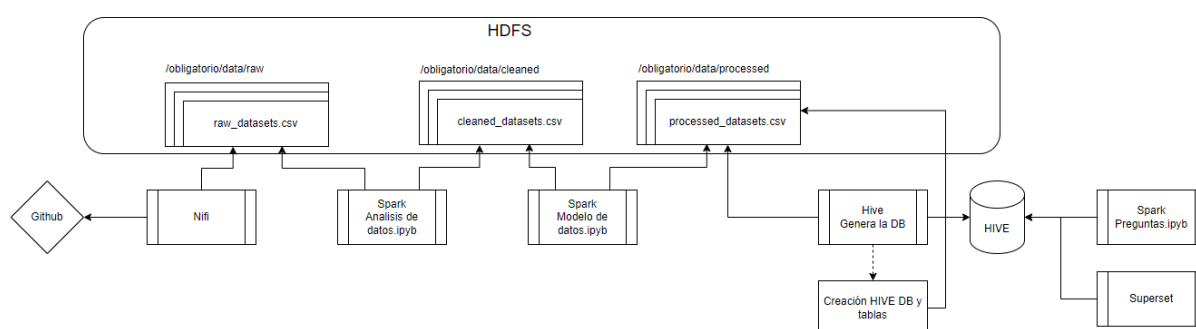 HDFS
/obligatorio/data/raw
/obligatorio/data/cleaned
/obligatorio/data/processed
raw_datasets.csv
cleaned_datasets.csv
processed_datasets.csv
Github
Nifi
Spark
Analisis de
datos.ipyb
Spark
Modelo de
datos.ipyb
Hive
Genera la DB
HIVE
Spark
Preguntas.ipyb
Creación HIVE DB y
tablas
Superset